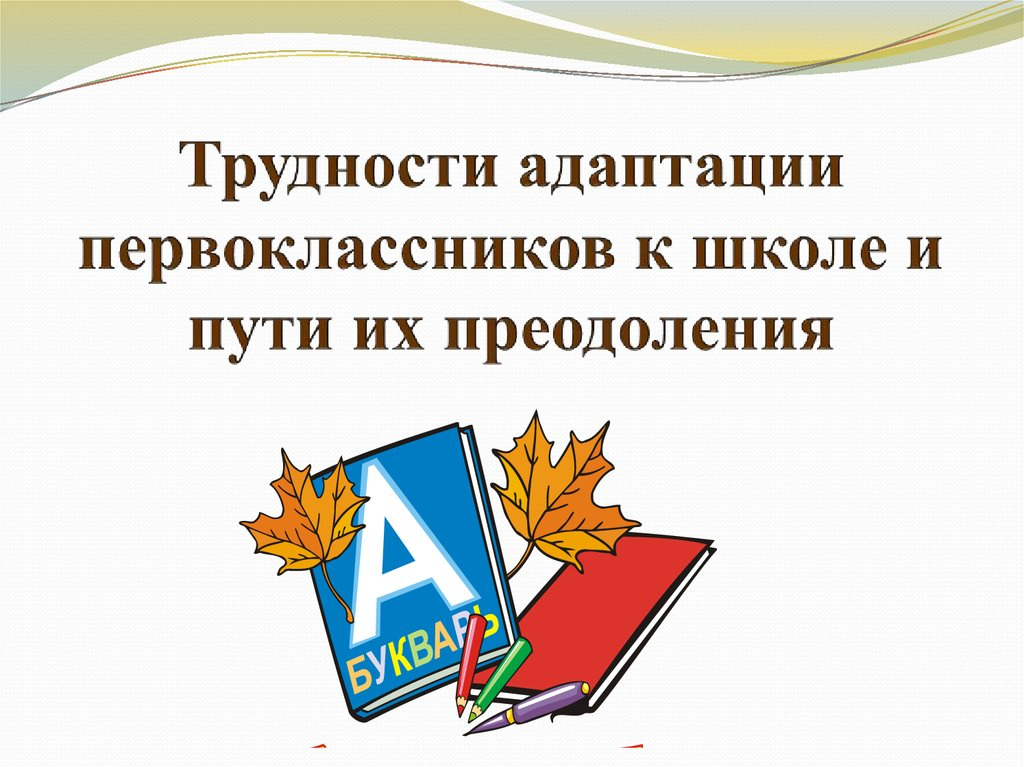 Трудности адаптации
первоклассников к школе и
пути их преодоления
А
БУКВАРЬ